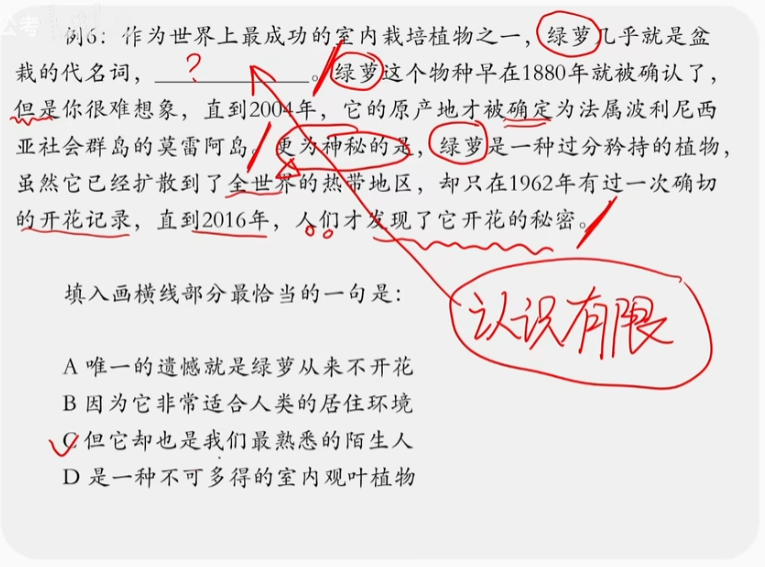 公考
例6：作为世界上最成功的室内栽培植物之一，绿萝几乎就是盆
栽的代名词，____？____。绿萝这个物种早在1880年就被确认了，
但是你很难想象，直到2004年，它的原产地才被确定为法属波利尼西
亚社会群岛的莫雷阿岛。更为神秘的是，绿萝是一种过分矜持的植物，
虽然它已经扩散到了全世界的热带地区，却只在1962年有过一次确切
的开花记录，直到2016年，人们才发现了它开花的秘密。
认识有限
填入画横线部分最恰当的一句是：
A 唯一的遗憾就是绿萝从来不开花
B 因为它非常适合人类的居住环境
C 但它却也是我们最熟悉的陌生人
D 是一种不可多得的室内观叶植物